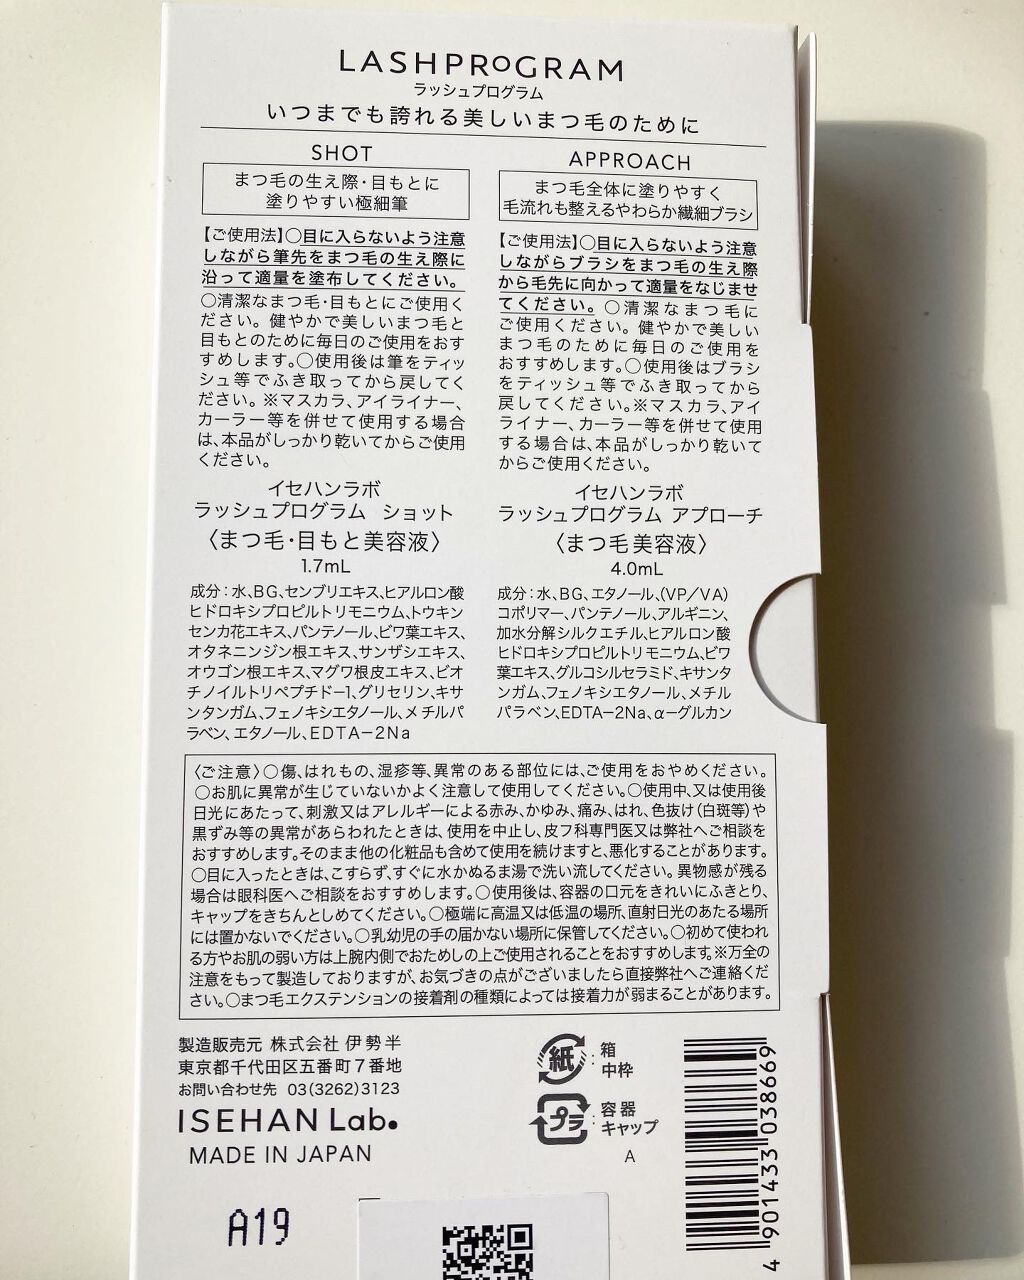 LASHPROGRAM
ラッシュプログラム
いつまでも誇れる美しいまつ毛のために
SHOT
まつ毛の生え際・目もとに
塗りやすい極細筆
【ご使用法】○目に入らないよう注意
しながら筆先をまつ毛の生え際に
沿って適量を塗布してください。
○清潔なまつ毛・目もとにご使用く
ださい。健やかで美しいまつ毛と
目もとのために毎日のご使用をおす
すめします。○使用後は筆をティッ
シュ等でふき取ってから戻してく
ださい。※マスカラ、アイライナー、
カーラー等を併せて使用する場合
は、本品がしっかり乾いてからご使用
ください。
イセハンラボ
ラッシュプログラム ショット
〈まつ毛・目もと美容液〉
1.7mL
成分：水、BG、センブリエキス、ヒアルロン酸
ヒドロキシプロピルトリモニウム、トウキン
センカ花エキス、パンテノール、ビワ葉エキス、
オタネニンジン根エキス、サンザシエキス、
オウゴン根エキス、マグワ根皮エキス、ビオ
チノイルトリペプチド-1、グリセリン、キサ
ンタンガム、フェノキシエタノール、メチルパ
ラベン、エタノール、EDTA-2Na
APPROACH
まつ毛全体に塗りやすく
毛流れも整えるやわらか繊細ブラシ
【ご使用法】○目に入らないよう注意
しながらブラシをまつ毛の生え際
から毛先に向かって適量をなじませ
てください。○清潔なまつ毛に
ご使用ください。健やかで美しい
まつ毛のために毎日のご使用を
おすすめします。○使用後はブラシ
をティッシュ等でふき取ってから
戻してください。※マスカラ、アイ
ライナー、カーラー等を併せて使用
する場合は、本品がしっかり乾いて
からご使用ください。
イセハンラボ
ラッシュプログラム アプローチ
〈まつ毛美容液〉
4.0mL
成分：水、BG、エタノール、(VP/VA)
コポリマー、パンテノール、アルギニン、
加水分解シルクエチル、ヒアルロン酸
ヒドロキシプロピルトリモニウム、ビワ
葉エキス、グルコシルセラミド、キサンタ
ンガム、フェノキシエタノール、メチル
パラベン、EDTA-2Na、α-グルカン
〈ご注意〉○傷、はれもの、湿疹等、異常のある部位には、ご使用をおやめください。
○お肌に異常が生じていないかよく注意して使用してください。○使用中、又は使用後
日光にあたって、刺激又はアレルギーによる赤み、かゆみ、痛み、はれ、色抜け(白斑等)や
黒ずみ等の異常があらわれたときは、使用を中止し、皮フ科専門医又は弊社へご相談を
おすすめします。そのまま他の化粧品も含めて使用を続けますと、悪化することがあります。
○目に入ったときは、こすらず、すぐに水かぬるま湯で洗い流してください。異物感が残る
場合は眼科医へご相談をおすすめします。○使用後は、容器の口元をきれいにふきとり、
キャップをきちんとしめてください。○極端に高温又は低温の場所、直射日光のあたる場所
には置かないでください。○乳幼児の手の届かない場所に保管してください。○初めて使われ
る方やお肌の弱い方は上腕内側でおためしの上ご使用されることをおすすめします。※万全の
注意をもって製造しておりますが、お気づきの点がございましたら直接弊社へご連絡くだ
さい。○まつ毛エクステンションの接着剤の種類によっては接着力が弱まることがあります。
製造販売元 株式会社 伊勢半
東京都千代田区五番町7番地
お問い合わせ先 03(3262)3123
ISEHAN Lab.
MADE IN JAPAN
A19
紙：箱
中枠
プラ：容器
キャップ
A
4 901433 038669